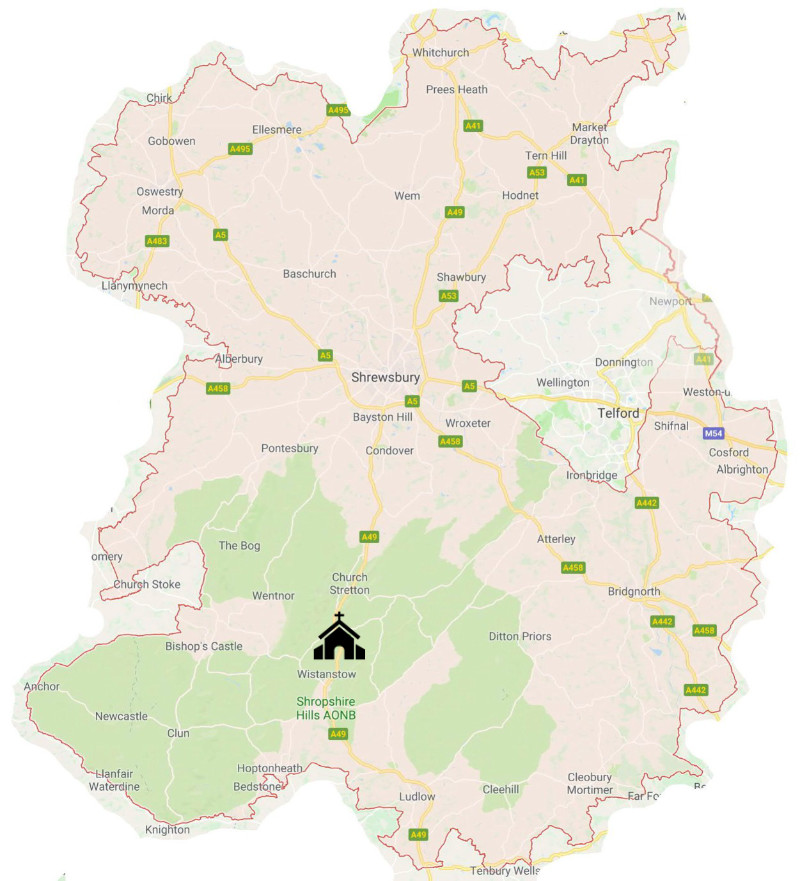 M
Whitchurch
Prees Heath
Chirk
A495
Ellesmere
A41
Market
Drayton
Gobowen
A495
Tern Hill
A53
A41
Oswestry
Wem
Hodnet
Morda
A49
A5
A483
Baschurch
Shawbury
Llanymynech
A53
Newport
Alberbury
A5
A41
Donnington
Shrewsbury
Wellington
A458
A5
Weston-u
A5
Telford
Bayston Hill
Wroxeter
Shifnal
M54
A458
Pontesbury
Condover
Cosford
Albrighton
Ironbridge
A442
A49
Atterley
The Bog
omery
A458
Church Stoke
Church
Stretton
Wentnor
Bridgnorth
A442
A458
Ditton Priors
Bishop's Castle
Wistanstow
Anchor
A442
Shropshire
Hills AONB
Newcastle
Clun
A49
Llanfair
Waterdine
Hoptonheath
Bedstone
Cleobury
Mortimer
Cleehill
Ludlow
Far Fo
Knighton
A49
Tenbury Wells